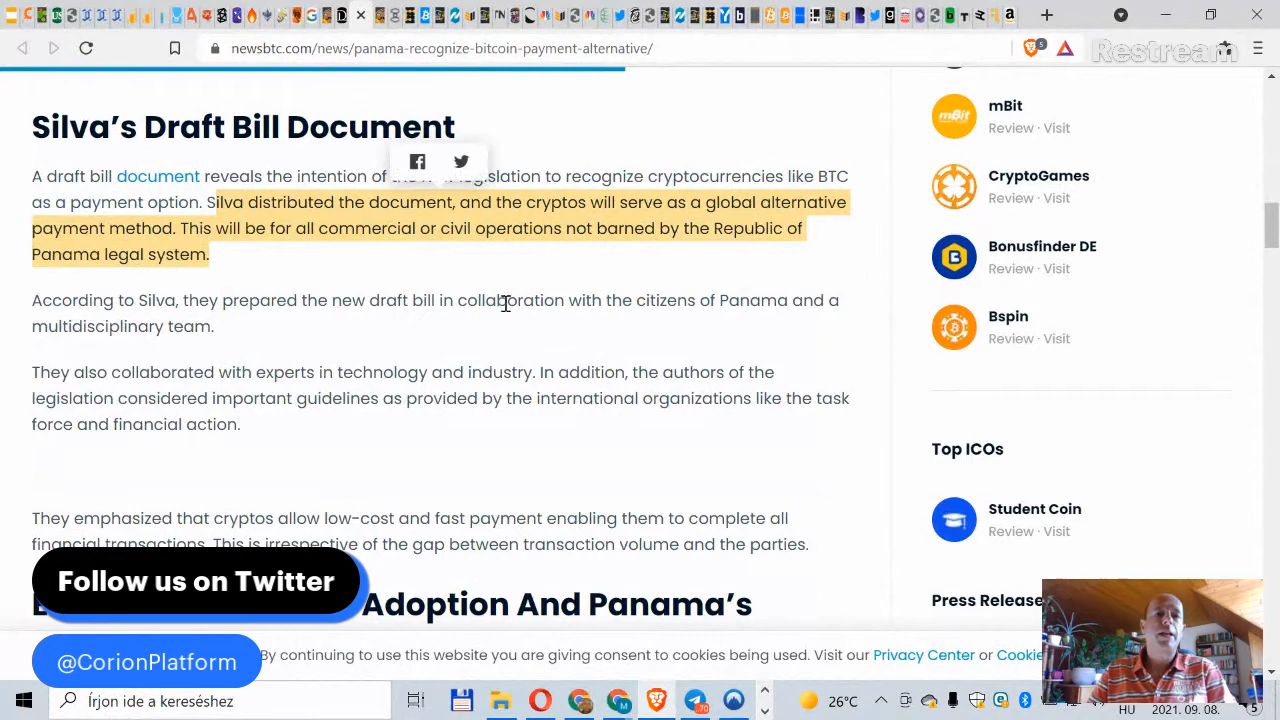 newsbtc.com/news/panama-recognize-bitcoin-payment-alternative/
5
Restream
Silva's Draft Bill Document
A draft bill document reveals the intention of the new legislation to recognize cryptocurrencies like BTC
as a payment option. Silva distributed the document, and the cryptos will serve as a global alternative
payment method. This will be for all commercial or civil operations not barned by the Republic of
Panama legal system.
According to Silva, they prepared the new draft bill in collaboration with the citizens of Panama and a
multidisciplinary team.
They also collaborated with experts in technology and industry. In addition, the authors of the
legislation considered important guidelines as provided by the international organizations like the task
force and financial action.
They emphasized that cryptos allow low-cost and fast payment enabling them to complete all
financial transactions. This is irrespective of the gap between transaction volume and the parties.
Adoption And Panama's
mBit
Review · Visit
CryptoGames
Review · Visit
Bonusfinder DE
Review · Visit
Bspin
Review · Visit
Top ICOs
Student Coin
Review · Visit
Press Release
Follow us on Twitter
@CorionPlatform
By continuing to use this website you are giving consent to cookies being used. Visit our Privacy Center or Cookie
Írjon ide a kereséshez
70
26°C
HU
2021. 09. 08.
5